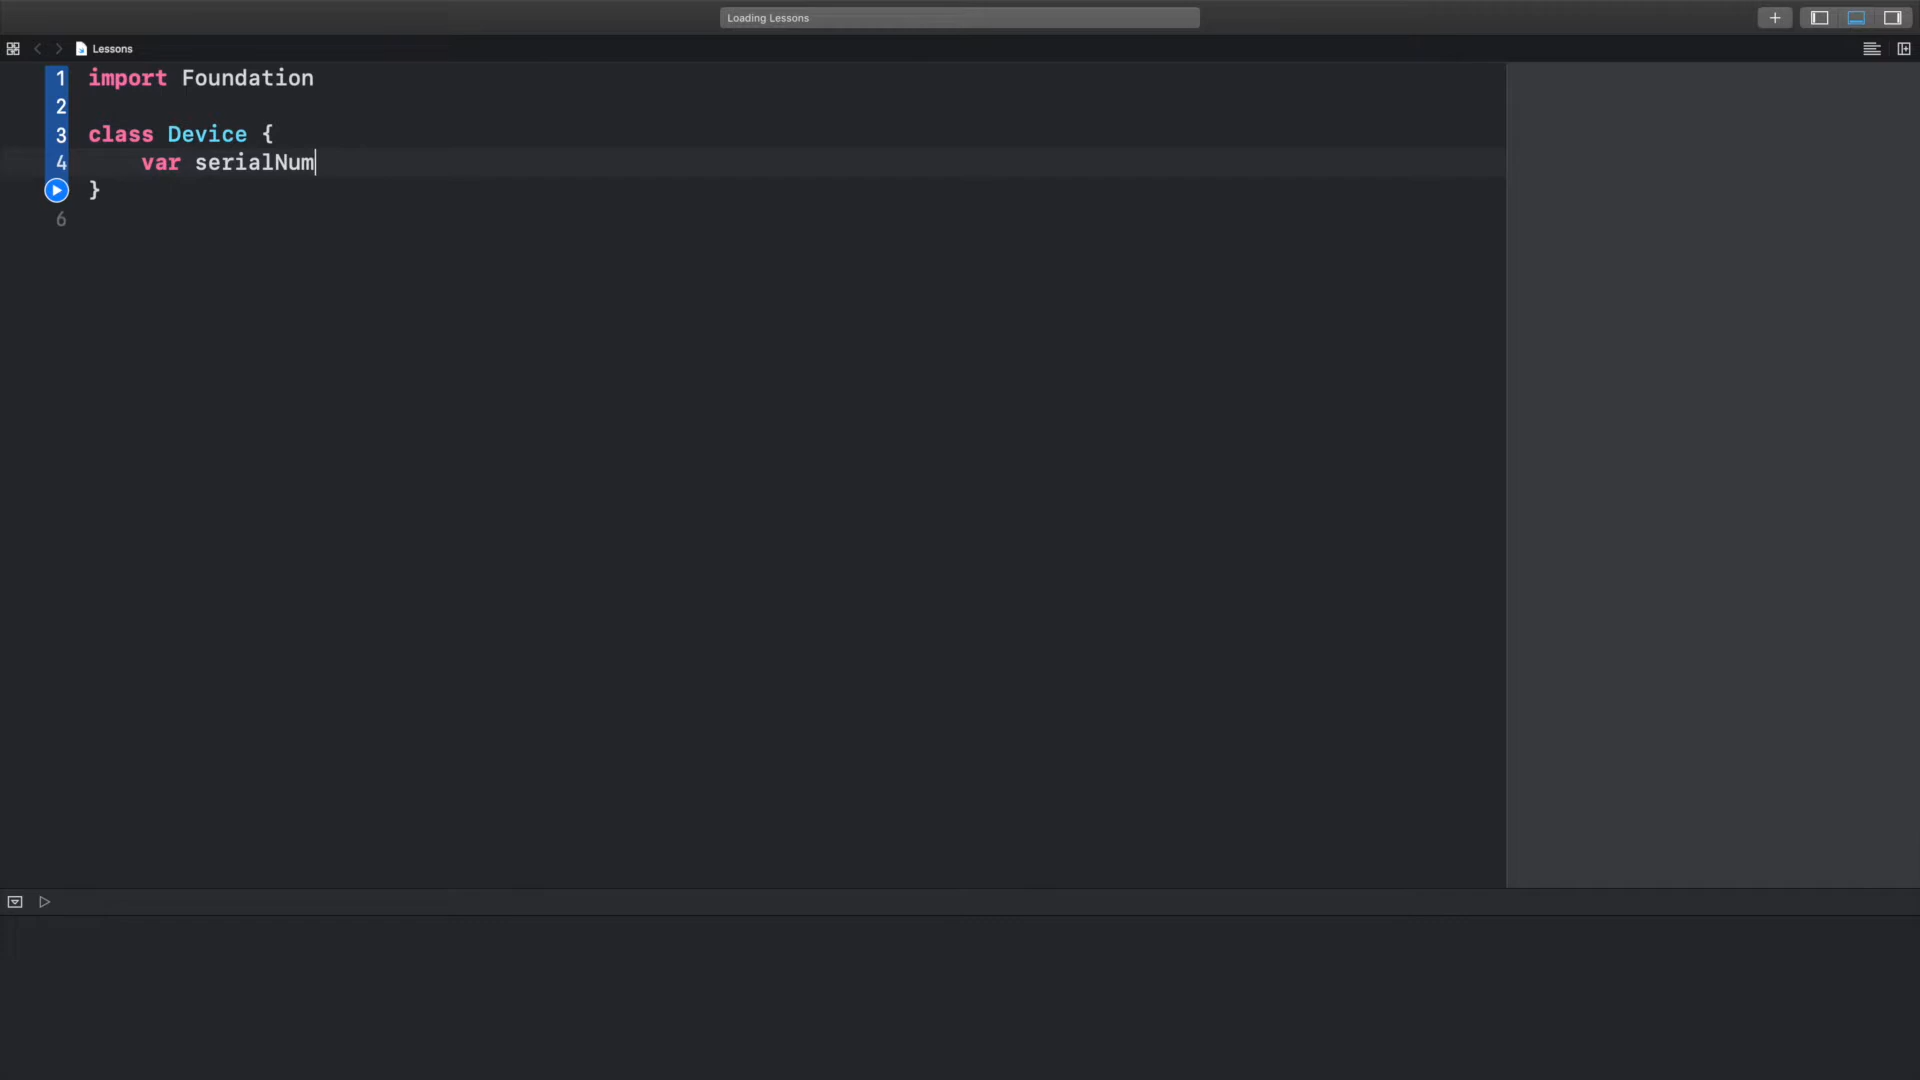 Loading Lessons
Lessons
1 import Foundation
2
3 class Device {
4 var serialNum
}
6